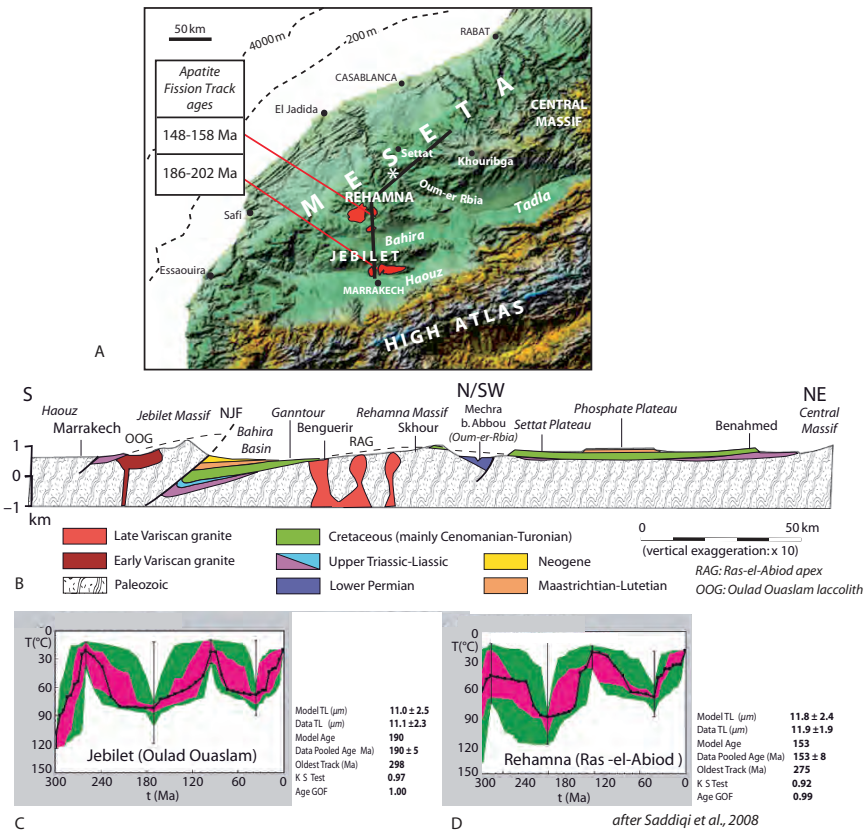 50 km
4000 m
200 m
RABAT
Apatite
Fission Track
ages
148-158 Ma
186-202 Ma
CASABLANCA
El Jadida
MESETA
CENTRAL
MASSIF
Settat
Khouribga
*
Oum-er Rbia
REHAMNA
Tadla
Safi
Bahira
JEBILET
Haouz
Essaouira
MARRAKECH
HIGH ATLAS
A
S
N/SW
NE
Haouz
Marrakech
Jebilet Massif
OOG
NJF
Bahira
Basin
Ganntour
Benguerir
RAG
Rehamna Massif
Skhour
Mechra
b. Abbou
(Oum-er-Rbia)
Settat Plateau
Phosphate Plateau
Benahmed
Central
Massif
1
0
-1
km
1
0
-1
Late Variscan granite
Early Variscan granite
Paleozoic
Cretaceous (mainly Cenomanian-Turonian)
Upper Triassic-Liassic
Lower Permian
Neogene
Maastrichtian-Lutetian
0 50 km
(vertical exaggeration: x 10)
RAG: Ras-el-Abiod apex
OOG: Oulad Ouaslam laccolith
B
0
T(°C)
30
60
90
120
150
Jebilet (Oulad Ouaslam)
300 240 180 120 60 0
t (Ma)
Model TL (µm) 11.0 ± 2.5
Data TL (µm) 11.1 ±2.3
Model Age 190
Data Pooled Age Ma) 190 ± 5
Oldest Track (Ma) 298
K S Test 0.97
Age GOF 1.00
C
0
T(°C)
30
60
90
120
150
Rehamna (Ras -el-Abiod )
300 240 180 120 60 0
t (Ma)
Model TL (µm) 11.8 ± 2.4
Data TL (µm) 11.9 ±1.9
Model Age 153
Data Pooled Age (Ma) 153 ± 8
Oldest Track (Ma) 275
K S Test 0.92
Age GOF 0.99
D
after Saddiqi et al., 2008